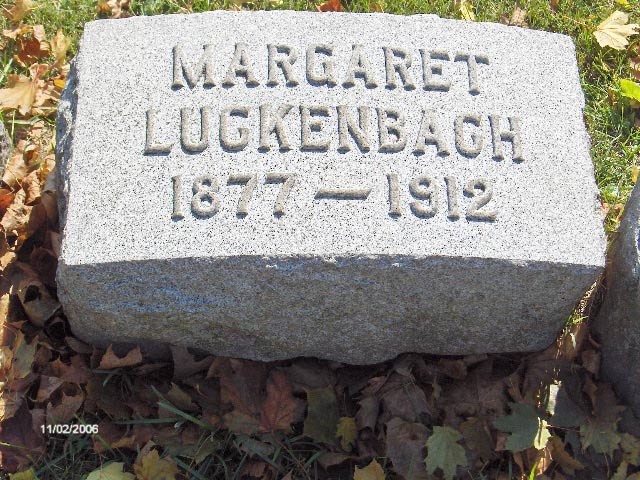 MARGARET
LUCKENBACH
1877 — 1912
11/02/2006